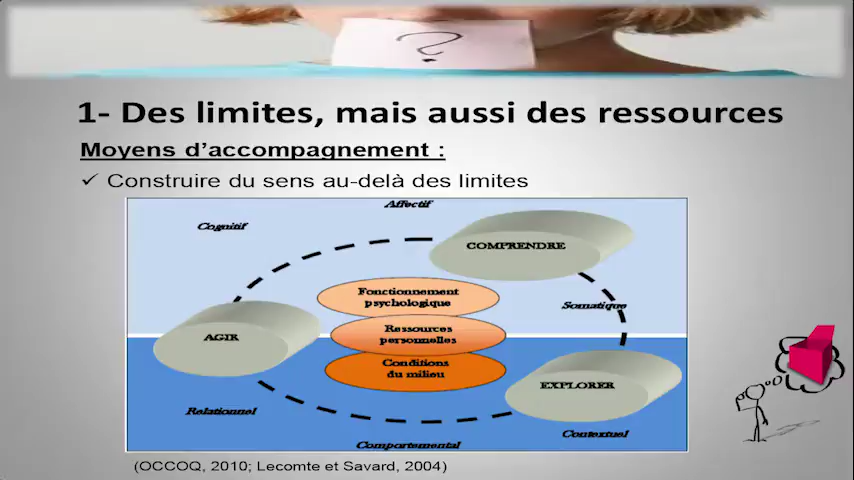 ?
1- Des limites, mais aussi des ressources
Moyens d'accompagnement :
✓ Construire du sens au-delà des limites
Affectif
Cognitif
COMPRENDRE
Fonctionnement
psychologique
Somatique
Ressources
personnelles
AGIR
Conditions
du milieu
EXPLORER
Relationnel
Contextuel
Comportemental
(OCCOQ, 2010; Lecomte et Savard, 2004)